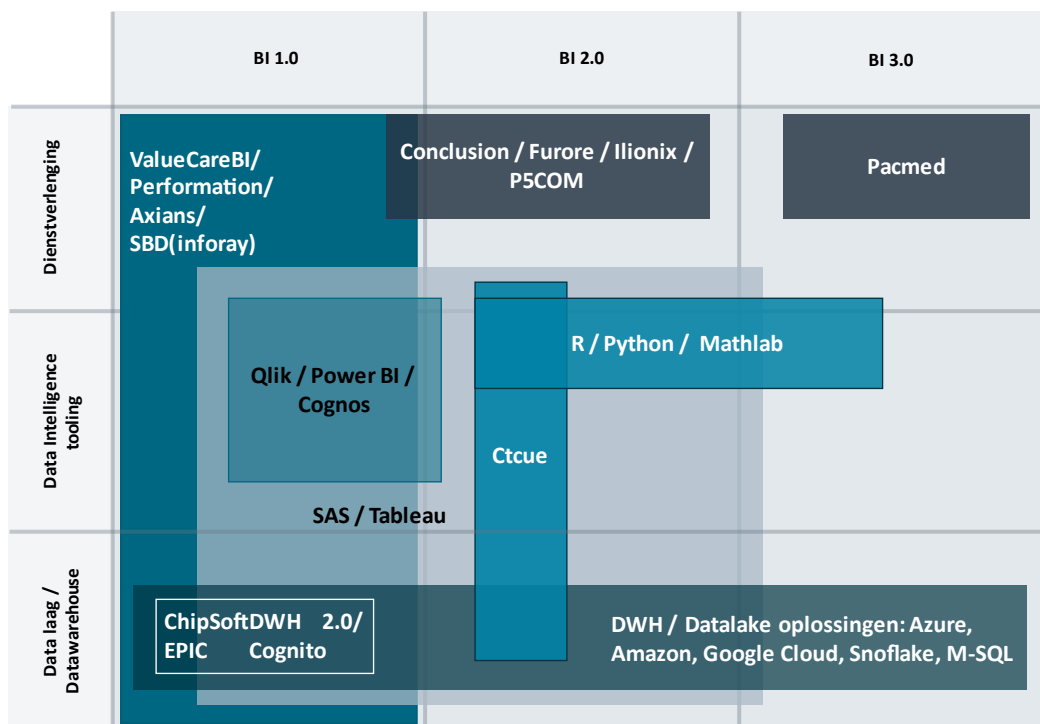 BI 1.0
BI 2.0
BI 3.0
Dienstverlenging
ValueCareBI/
Performation/
Axians/
SBD(inforay)
Conclusion / Furore / Ilionix /
P5COM
Pacmed
Data Intelligence
tooling
Qlik / Power BI /
Cognos
R / Python / Mathlab
Ctcue
SAS / Tableau
Data laag /
Datawarehouse
ChipSoftDWH 2.0/
EPIC Cognito
DWH / Datalake oplossingen: Azure,
Amazon, Google Cloud, Snoflake, M-SQL